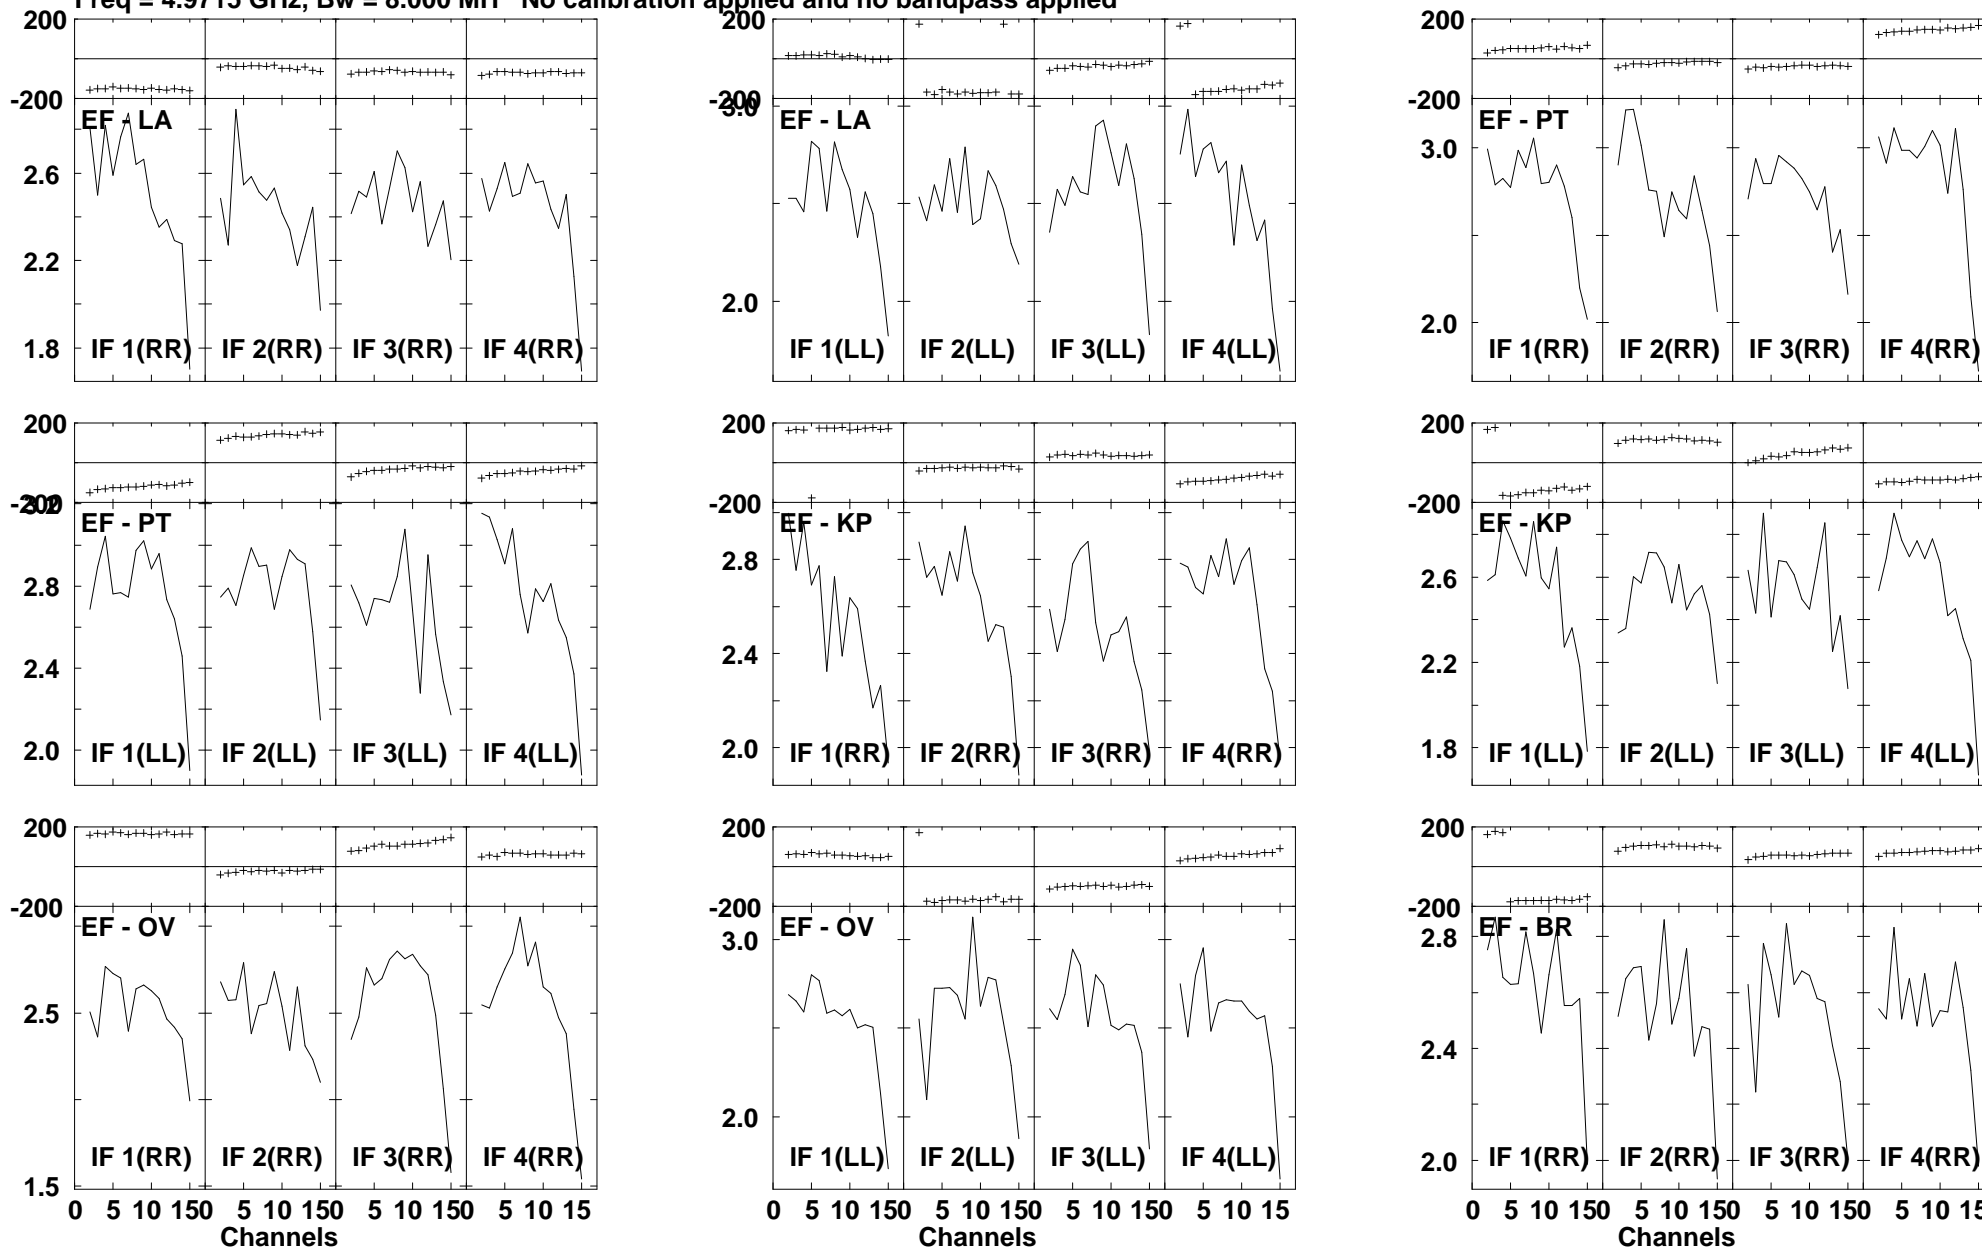 Freq = 4.9715 GHz, Bw = 8.000 MH No calibration applied and no bandpass applied
200 200 200
-200 -200 -200
3.0
EF - LA EF - LA EF - PT
3.0
2.6
2.2
2.0 2.0
1.8
IF 1(RR) IF 2(RR) IF 3(RR) IF 4(RR) IF 1(LL) IF 2(LL) IF 3(LL) IF 4(LL) IF 1(RR) IF 2(RR) IF 3(RR) IF 4(RR)
200 200 200
-200 -200 -200
3.2
EF - PT EF - KP EF - KP
2.8 2.8 2.6
2.4 2.4 2.2
2.0 2.0 1.8
IF 1(LL) IF 2(LL) IF 3(LL) IF 4(LL) IF 1(RR) IF 2(RR) IF 3(RR) IF 4(RR) IF 1(LL) IF 2(LL) IF 3(LL) IF 4(LL)
200 200 200
-200 -200 -200
EF - OV EF - OV EF - BR
3.0 2.8
2.5 2.4
2.0 2.0
IF 1(RR) IF 2(RR) IF 3(RR) IF 4(RR) IF 1(LL) IF 2(LL) IF 3(LL) IF 4(LL) IF 1(RR) IF 2(RR) IF 3(RR) IF 4(RR)
1.5
0 5 10 150 5 10 150 5 10 150 5 10 15 0 5 10 150 5 10 150 5 10 150 5 10 15 0 5 10 150 5 10 150 5 10 150 5 10 15
Channels Channels Channels